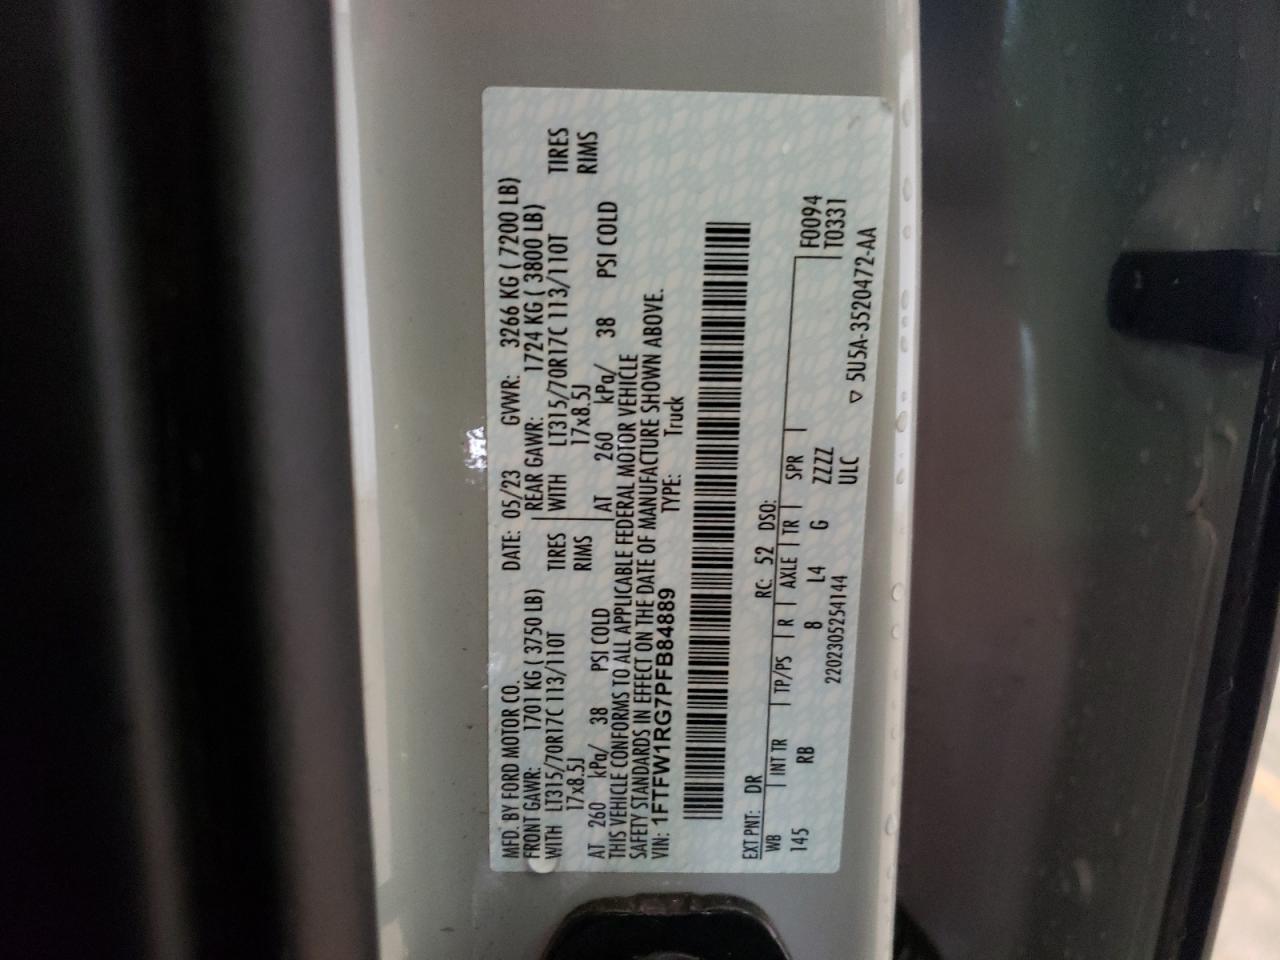 MFD. BY FORD MOTOR CO. DATE: 05/23 GVWR: 3266 KG ( 7200 LB)
FRONT GAWR: 1701 KG ( 3750 LB) REAR GAWR: 1724 KG ( 3800 LB)
WITH LT315/70R17C 113/110T TIRES WITH LT315/70R17C 113/110T TIRES
17x8.5J RIMS 17x8.5J RIMS
AT 260 kPa/ 38 PSI COLD AT 260 kPa/ 38 PSI COLD
THIS VEHICLE CONFORMS TO ALL APPLICABLE FEDERAL MOTOR VEHICLE
SAFETY STANDARDS IN EFFECT ON THE DATE OF MANUFACTURE SHOWN ABOVE.
VIN: 1FTFW1RG7PFB84889 TYPE: Truck
EXT PNT: DR RC: 52 DSO:
WB INT TR TP/PS R AXLE TR SPR F0094
145 RB B L4 G ZZZZ T0331
2202305254144 ULC ▽ 5U5A-3520472-AA